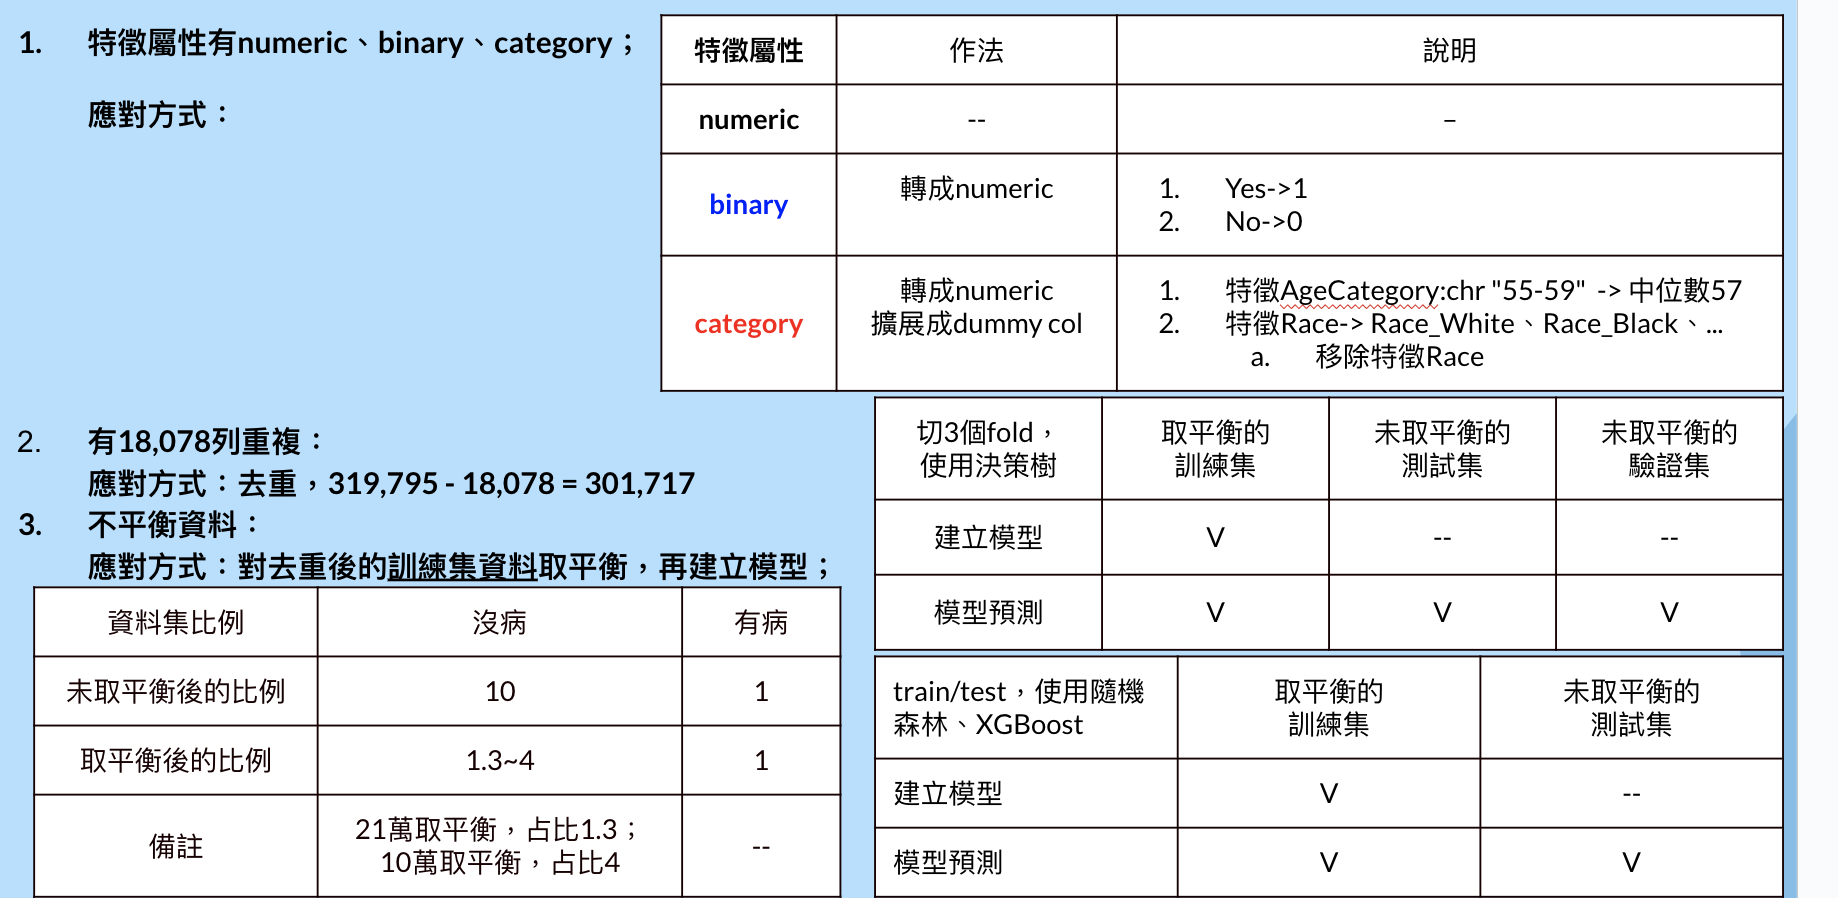 1. 特徵屬性有numeric、binary、category；
應對方式：
特徵屬性 作法 說明
numeric -- –
binary 轉成numeric 1. Yes->1
2. No->0
category 轉成numeric 1. 特徵AgeCategory:chr "55-59" -> 中位數57
擴展成dummy col 2. 特徵Race-> Race_White、Race_Black、...
a. 移除特徵Race
2. 有18,078列重複：
應對方式：去重，319,795 - 18,078 = 301,717
3. 不平衡資料：
應對方式：對去重後的訓練集資料取平衡，再建立模型；
資料集比例 沒病 有病
未取平衡後的比例 10 1
取平衡後的比例 1.3~4 1
備註 21萬取平衡，占比1.3； --
10萬取平衡，占比4
切3個fold， 取平衡的 未取平衡的 未取平衡的
使用決策樹 訓練集 測試集 驗證集
建立模型 V -- --
模型預測 V V V
train/test，使用隨機 取平衡的 未取平衡的
森林、XGBoost 訓練集 測試集
建立模型 V --
模型預測 V V